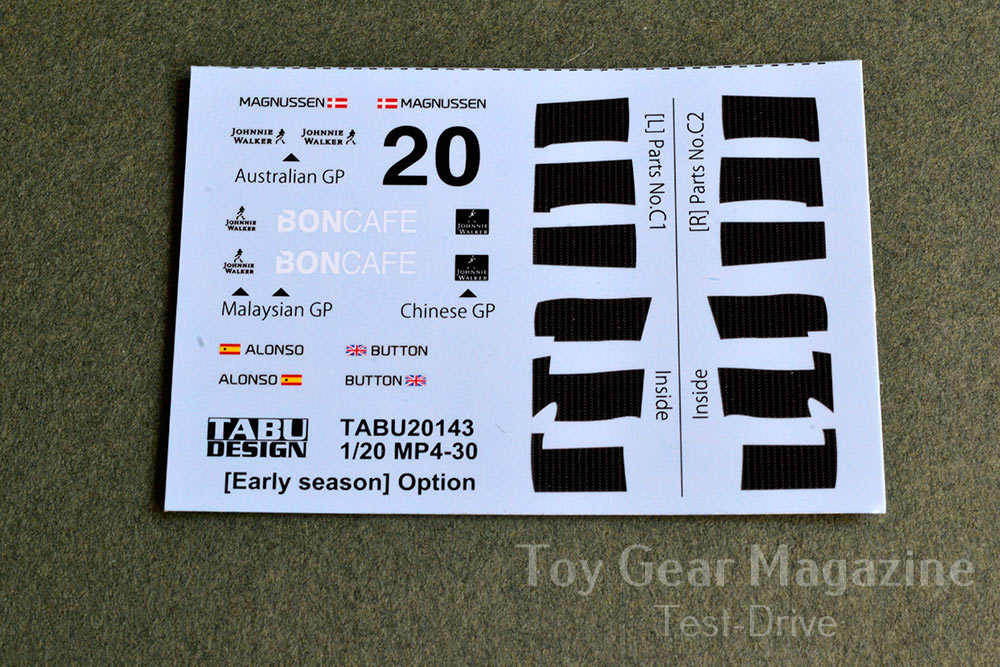 MAGNUSSEN MAGNUSSEN
JOHNNIE WALKER JOHNNIE WALKER
20
Australian GP
JOHNNIE WALKER BONCAFE JOHNNIE WALKER
JOHNNIE WALKER BONCAFE JOHNNIE WALKER
Malaysian GP Chinese GP
ALONSO BUTTON
ALONSO BUTTON
TABU DESIGN
TABU20143
1/20 MP4-30
[Early season] Option
[L] Parts No.C1
[R] Parts No.C2
Inside
Inside
Toy Gear Magazine
Test-Drive